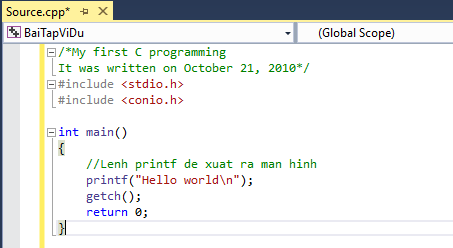 Source.cpp*
BaiTapViDu (Global Scope)
/*My first C programming
It was written on October 21, 2010*/
#include <stdio.h>
#include <conio.h>
int main()
{
//Lenh printf de xuat ra man hinh
printf("Hello world\n");
getch();
return 0;
}